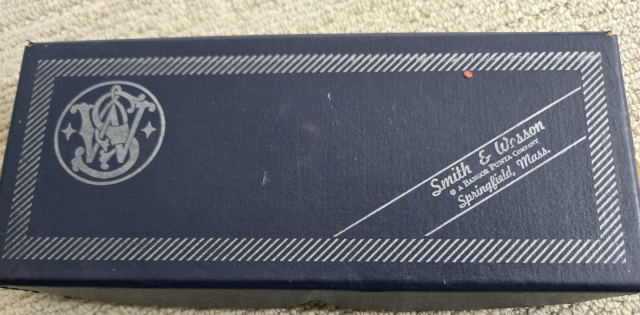 S&W
Smith & Wesson
® A BANGOR PUNTA COMPANY
Springfield, Mass.